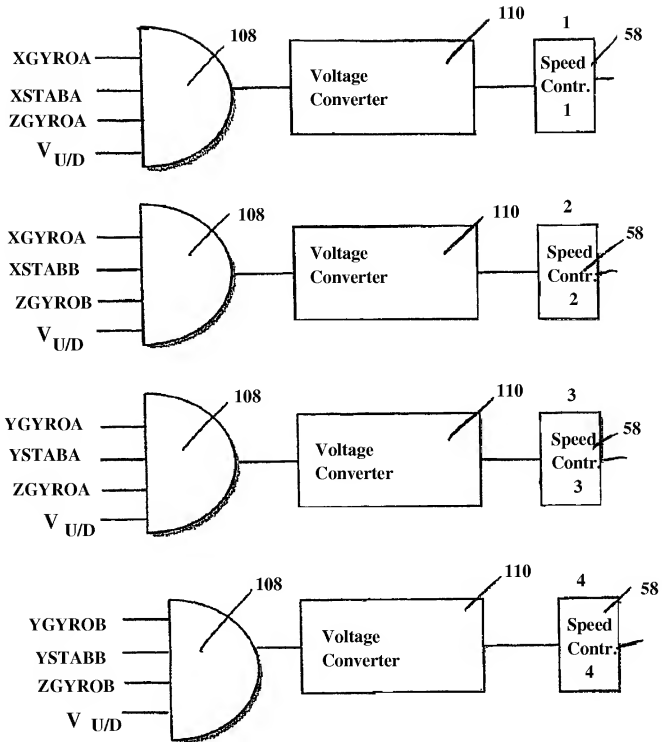 108
110
1
58
XGYROA
XSTABA
ZGYROA
V U/D
Voltage
Converter
Speed
Contr.
1
108
110
2
58
XGYROA
XSTABB
ZGYROB
V U/D
Voltage
Converter
Speed
Contr.
2
108
110
3
58
YGYROA
YSTABA
ZGYROA
V U/D
Voltage
Converter
Speed
Contr.
3
108
110
4
58
YGYROB
YSTABB
ZGYROB
V U/D
Voltage
Converter
Speed
Contr.
4